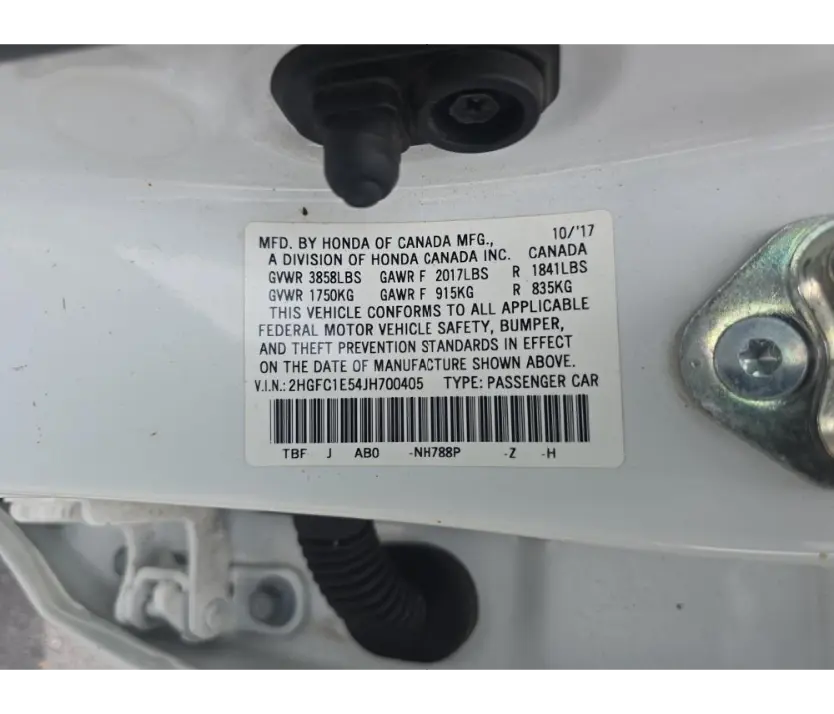 MFD. BY HONDA OF CANADA MFG., 10/'17
A DIVISION OF HONDA CANADA INC. CANADA
GVWR 3858LBS GAWR F 2017LBS R 1841LBS
GVWR 1750KG GAWR F 915KG R 835KG
THIS VEHICLE CONFORMS TO ALL APPLICABLE
FEDERAL MOTOR VEHICLE SAFETY, BUMPER,
AND THEFT PREVENTION STANDARDS IN EFFECT
ON THE DATE OF MANUFACTURE SHOWN ABOVE.
V.I.N.: 2HGFC1E54JH700405 TYPE: PASSENGER CAR
TBF J AB0 -NH788P -Z -H